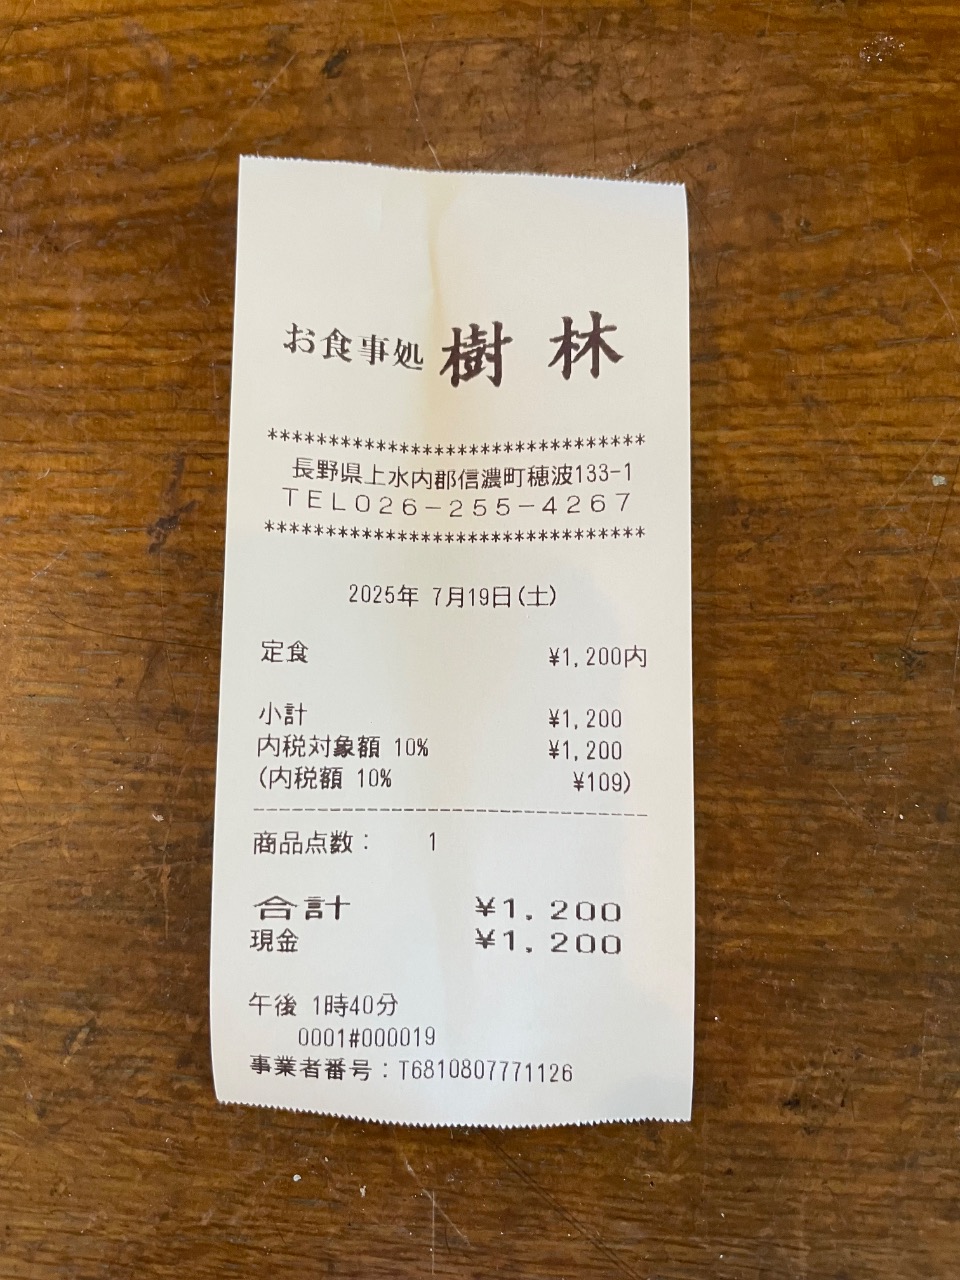 お食事処 樹 林
*******************************
長野県上水内郡信濃町穂波133-1
TEL026-255-4267
*******************************
2025年 7月19日(土)
定食 ¥1,200内
小計 ¥1,200
内税対象額 10% ¥1,200
(内税額 10% ¥109)
商品点数: 1
合計 ¥1,200
現金 ¥1,200
午後 1時40分
0001#000019
事業者番号:T6810807771126